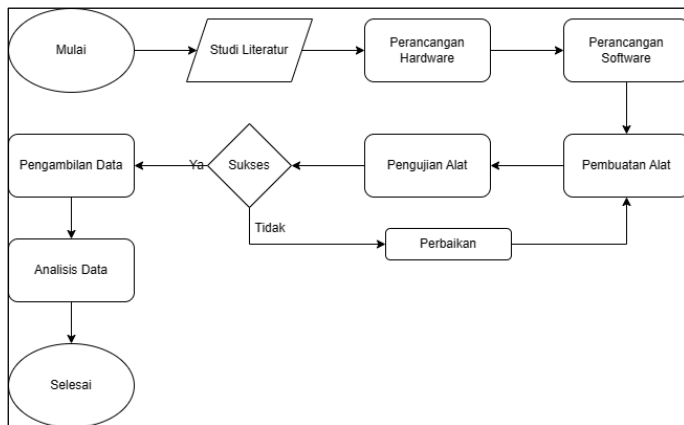 Mulai
Studi Literatur
Perancangan
Hardware
Perancangan
Software
Pembuatan Alat
Pengujian Alat
Sukses
Ya
Pengambilan Data
Tidak
Perbaikan
Analisis Data
Selesai